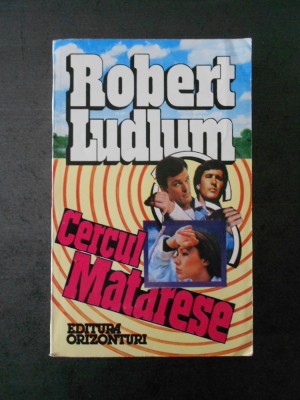 Robert
Ludlum
Cercul
Matarese
EDITURA
ORIZONTURI